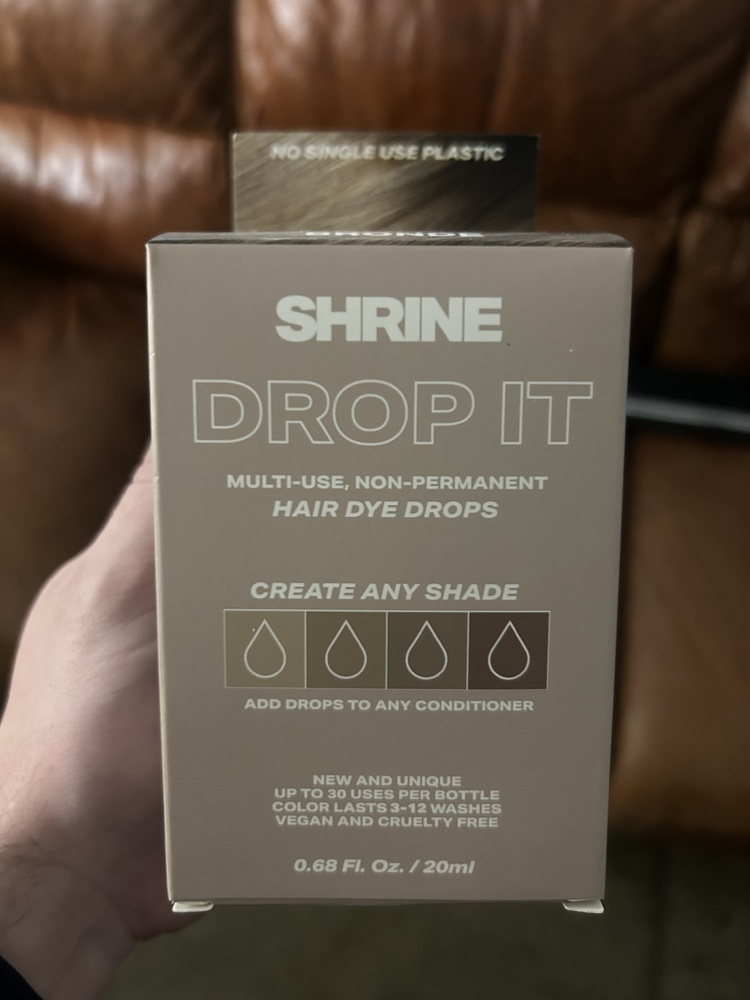 NO SINGLE USE PLASTIC
BRONDE
SHRINE
DROP IT
MULTI-USE, NON-PERMANENT
HAIR DYE DROPS
CREATE ANY SHADE
ADD DROPS TO ANY CONDITIONER
NEW AND UNIQUE
UP TO 30 USES PER BOTTLE
COLOR LASTS 3-12 WASHES
VEGAN AND CRUELTY FREE
0.68 Fl. Oz. / 20ml